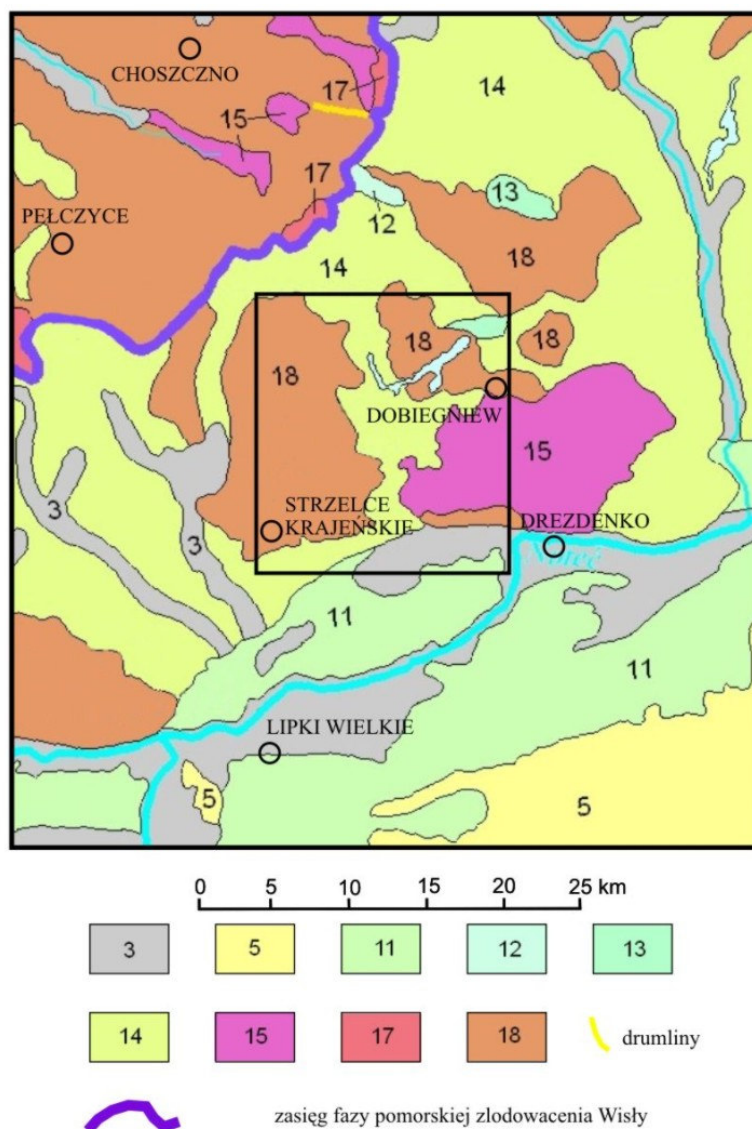 CHOSZCZNO
17
14
15
17
13
PEŁCZYCE
12
18
14
18
18
18
DOBIEGNIEW
15
3
STRZELCE
KRAJEŃSKIE
DREZDENKO
Noteć
3
11
11
LIPKI WIELKIE
5
5
0 5 10 15 20 25 km
3 5 11 12 13
14 15 17 18 drumliny
zasięg fazy pomorskiej zlodowacenia Wisły